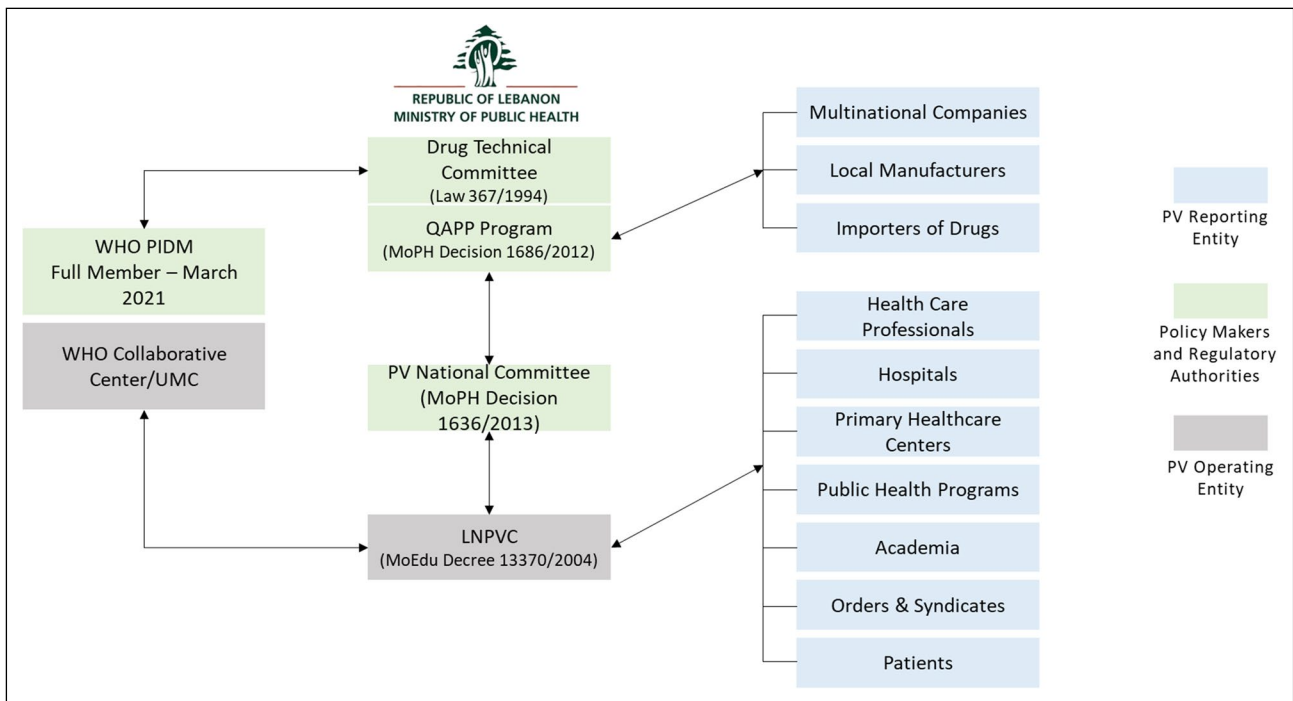 REPUBLIC OF LEBANON
MINISTRY OF PUBLIC HEALTH
Drug Technical
Committee
(Law 367/1994)
QAPP Program
(MoPH Decision 1686/2012)
WHO PIDM
Full Member – March
2021
WHO Collaborative
Center/UMC
PV National Committee
(MoPH Decision
1636/2013)
LNPVC
(MoEdu Decree 13370/2004)
Multinational Companies
Local Manufacturers
Importers of Drugs
Health Care
Professionals
Hospitals
Primary Healthcare
Centers
Public Health Programs
Academia
Orders & Syndicates
Patients
PV Reporting
Entity
Policy Makers
and Regulatory
Authorities
PV Operating
Entity